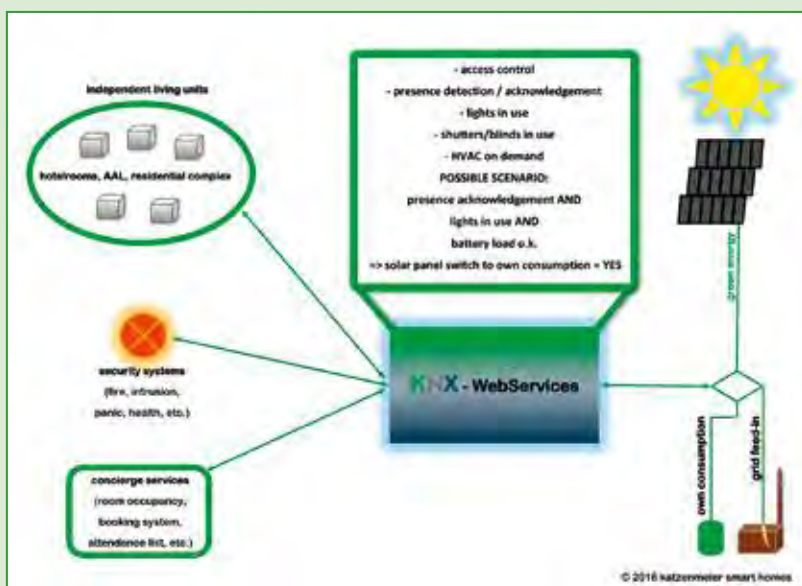 independent living units
hotelrooms, AAL, residential complex
security systems
(fire, intrusion,
panic, health, etc.)
concierge services
(room occupancy,
booking system,
attendence list, etc.)
- access control
- presence detection / acknowledgement
- lights in use
- shutters/blinds in use
- HVAC on demand
POSSIBLE SCENARIO:
presence acknowledgement AND
lights in use AND
battery load o.k.
=> solar panel switch to own consumption = YES
KNX - WebServices
green energy
own consumption
grid feed-in
© 2016 katzenmeier smart homes